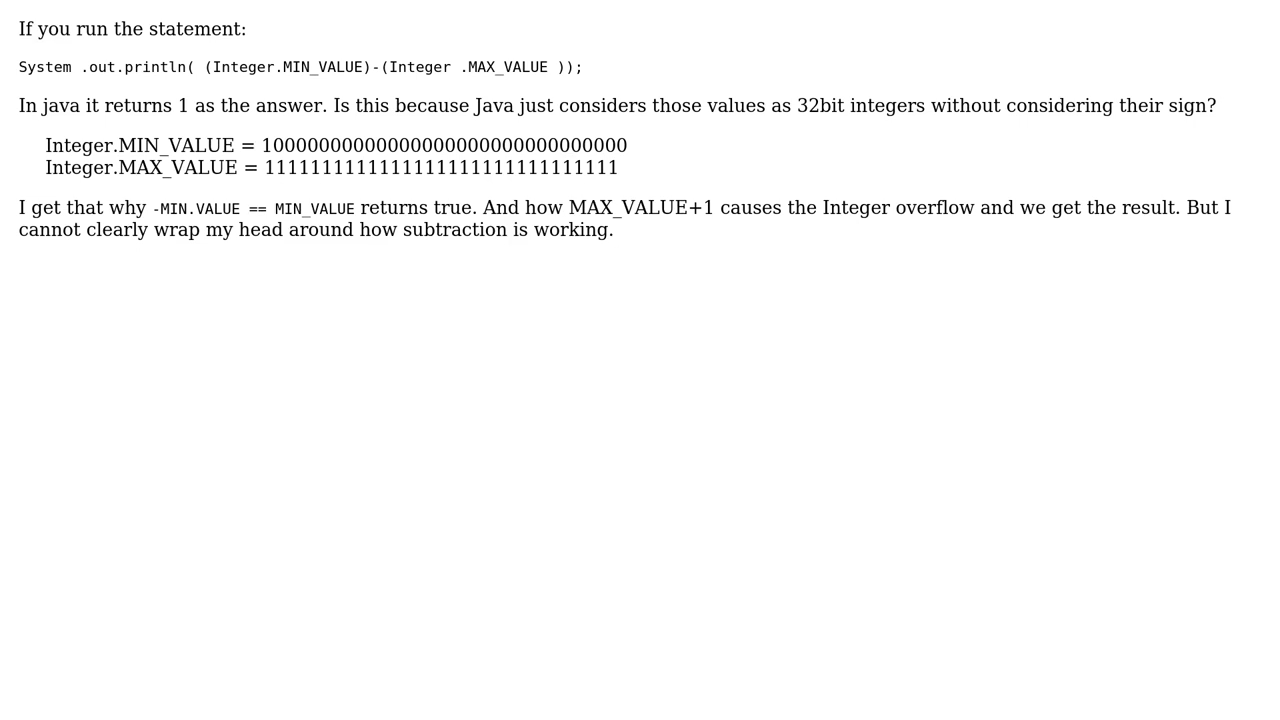 If you run the statement:
System .out.println( (Integer.MIN_VALUE)-(Integer .MAX_VALUE ));
In java it returns 1 as the answer. Is this because Java just considers those values as 32bit integers without considering their sign?
Integer.MIN_VALUE = 10000000000000000000000000000000
Integer.MAX_VALUE = 1111111111111111111111111111111
I get that why -MIN.VALUE == MIN_VALUE returns true. And how MAX_VALUE+1 causes the Integer overflow and we get the result. But I
cannot clearly wrap my head around how subtraction is working.